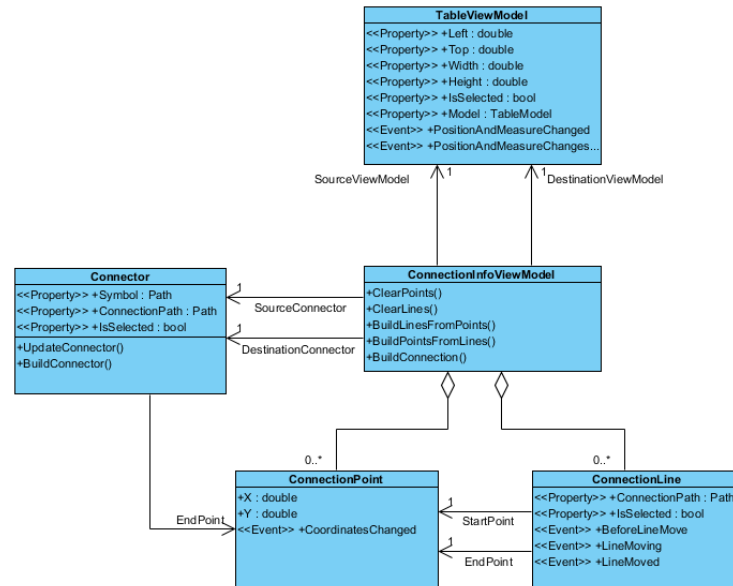 TableViewModel
<<Property>> +Left : double
<<Property>> +Top : double
<<Property>> +Width : double
<<Property>> +Height : double
<<Property>> +IsSelected : bool
<<Property>> +Model : TableModel
<<Event>> +PositionAndMeasureChanged
<<Event>> +PositionAndMeasureChanges...
SourceViewModel
1
1
DestinationViewModel
Connector
<<Property>> +Symbol : Path
<<Property>> +ConnectionPath : Path
<<Property>> +IsSelected : bool
+UpdateConnector()
+BuildConnector()
1
SourceConnector
1
DestinationConnector
ConnectionInfoViewModel
+ClearPoints()
+ClearLines()
+BuildLinesFromPoints()
+BuildPointsFromLines()
+BuildConnection()
0..*
0..*
EndPoint
ConnectionPoint
+X : double
+Y : double
<<Event>> +CoordinatesChanged
1
StartPoint
1
EndPoint
ConnectionLine
<<Property>> +ConnectionPath : Path
<<Property>> +IsSelected : bool
<<Event>> +BeforeLineMove
<<Event>> +LineMoving
<<Event>> +LineMoved